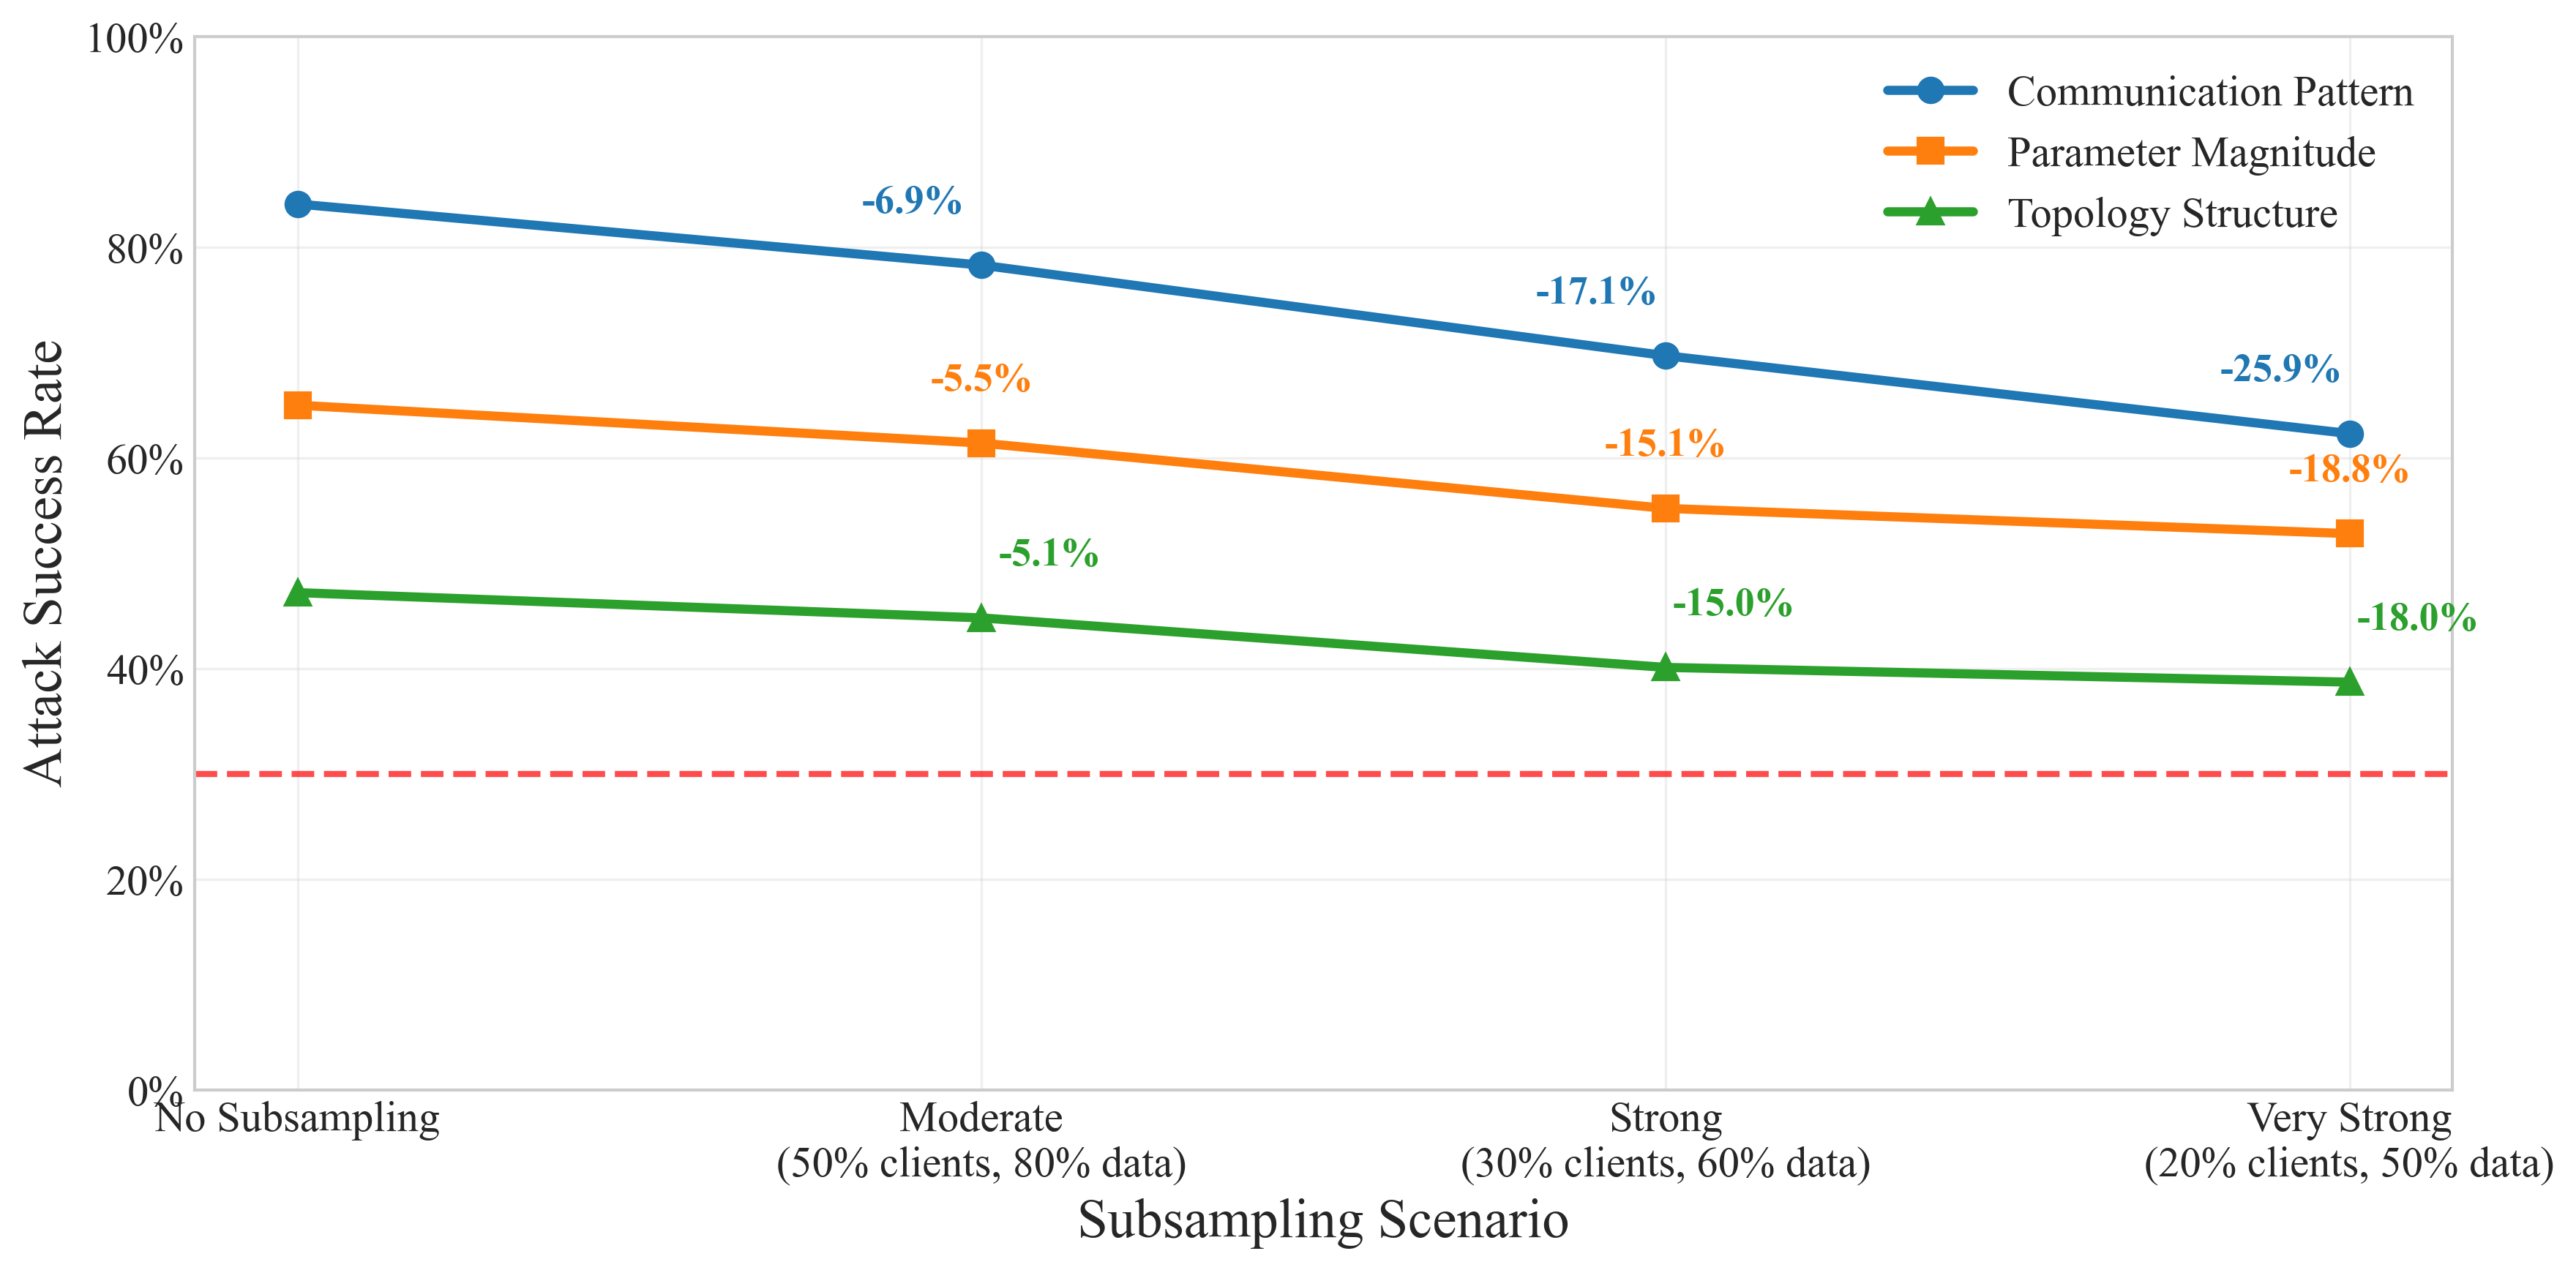 100%
80%
60%
40%
20%
0%
Attack Success Rate
Communication Pattern
Parameter Magnitude
Topology Structure
-6.9%
-17.1%
-25.9%
-5.5%
-15.1%
-18.8%
-5.1%
-15.0%
-18.0%
No Subsampling
Moderate
(50% clients, 80% data)
Strong
(30% clients, 60% data)
Very Strong
(20% clients, 50% data)
Subsampling Scenario